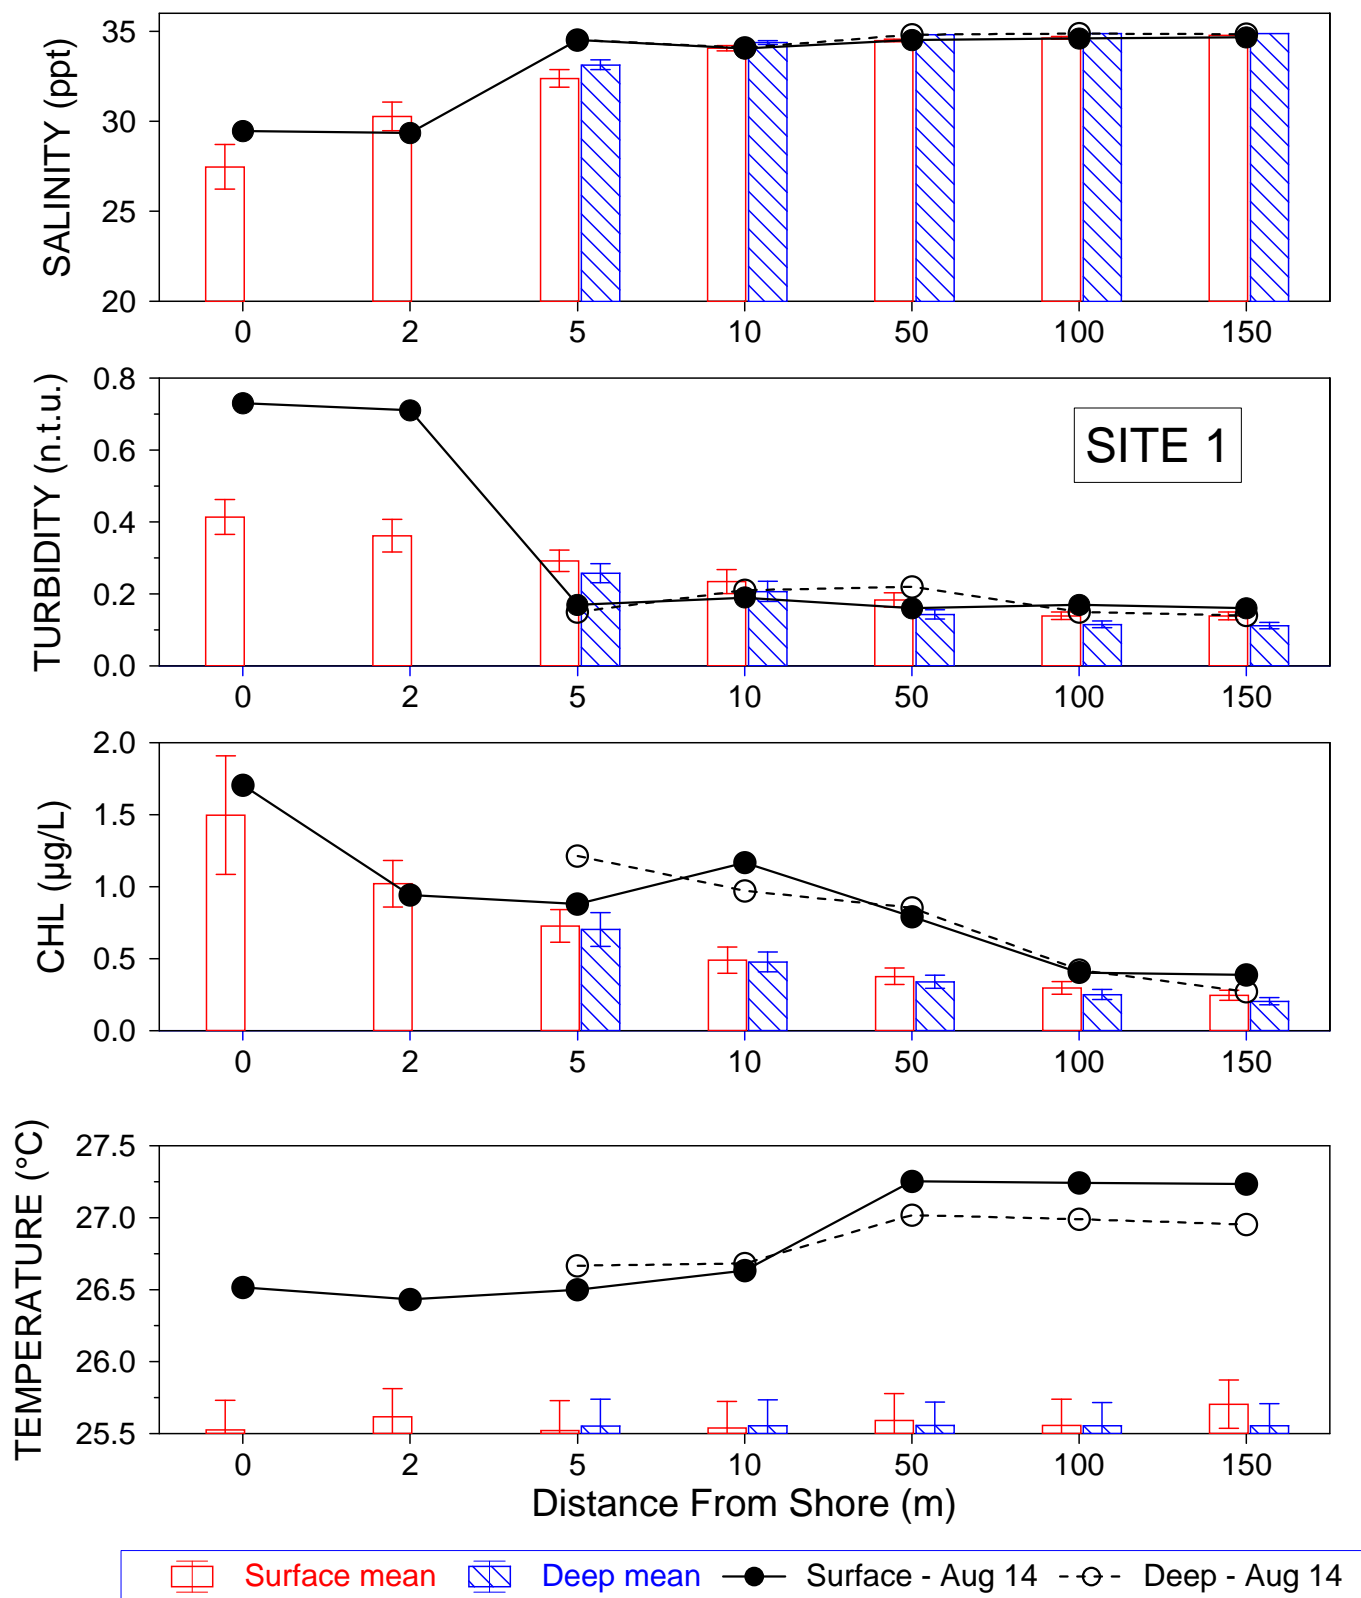 SALINITY (ppt)
35
30
25
20
0 2 5 10 50 100 150
TURBIDITY (n.t.u.)
0.8
0.6
0.4
0.2
0.0
SITE 1
0 2 5 10 50 100 150
CHL (µg/L)
2.0
1.5
1.0
0.5
0.0
0 2 5 10 50 100 150
TEMPERATURE (°C)
27.5
27.0
26.5
26.0
25.5
0 2 5 10 50 100 150
Distance From Shore (m)
Surface mean Deep mean Surface - Aug 14 Deep - Aug 14